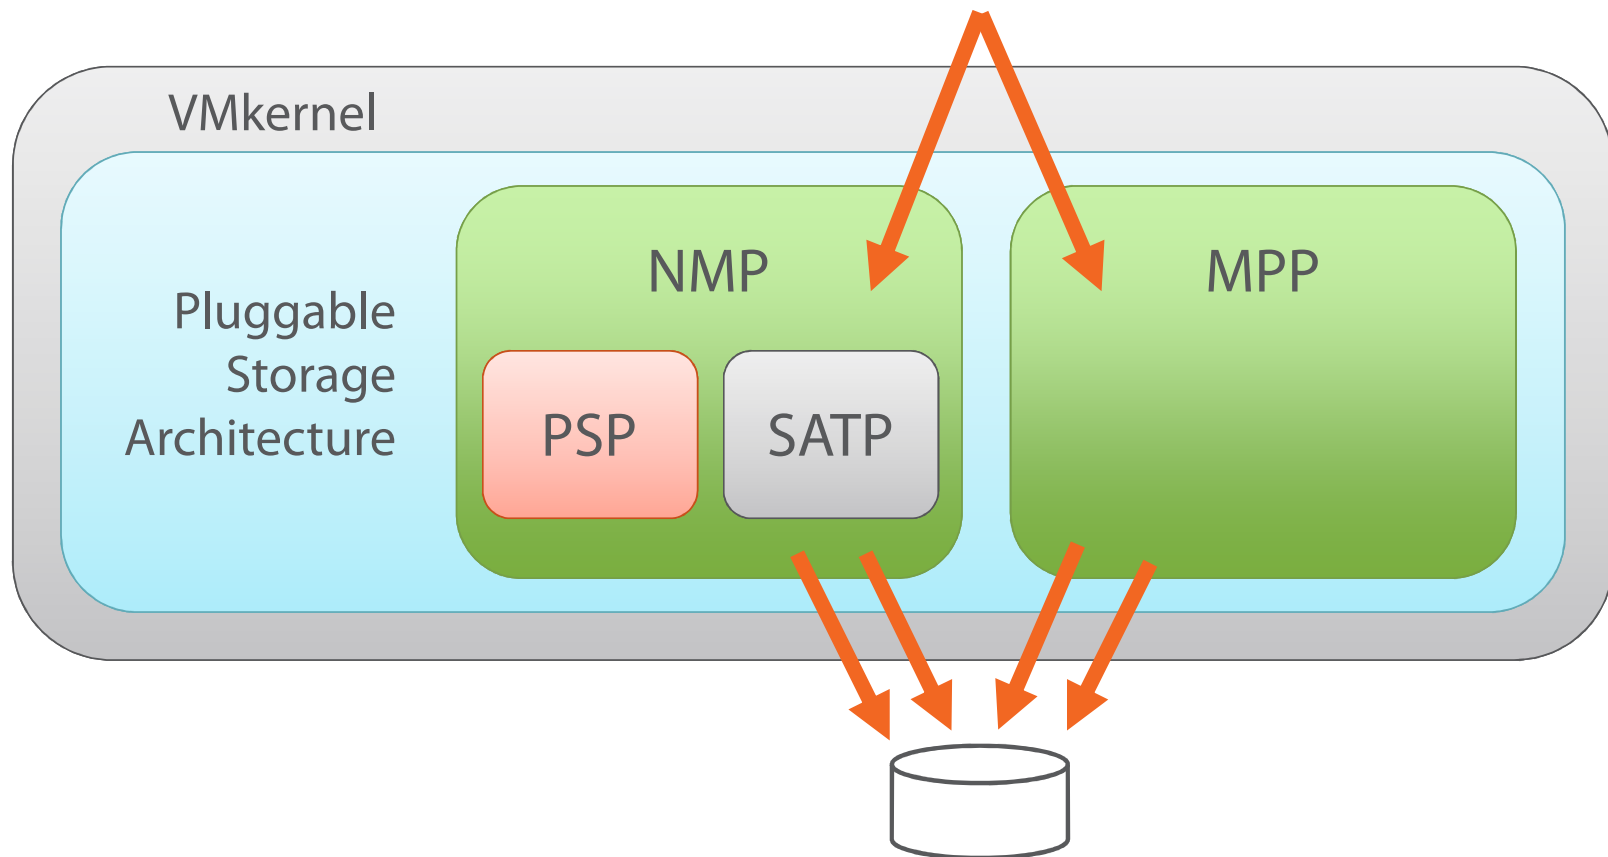 VMkernel
Pluggable
Storage
Architecture
NMP
PSP
SATP
MPP